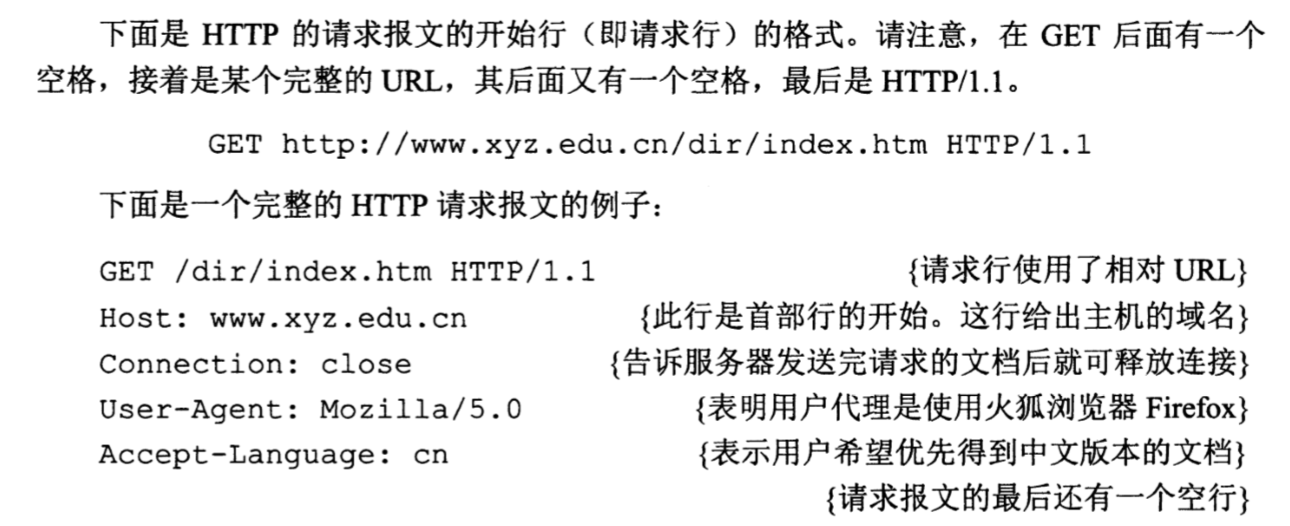 下面是 HTTP 的请求报文的开始行（即请求行）的格式。请注意，在 GET 后面有一个
空格，接着是某个完整的 URL，其后面又有一个空格，最后是 HTTP/1.1。
GET http://www.xyz.edu.cn/dir/index.htm HTTP/1.1
下面是一个完整的 HTTP 请求报文的例子：
GET /dir/index.htm HTTP/1.1 {请求行使用了相对 URL}
Host: www.xyz.edu.cn {此行是首部行的开始。这行给出主机的域名}
Connection: close {告诉服务器发送完请求的文档后就可释放连接}
User-Agent: Mozilla/5.0 {表明用户代理是使用火狐浏览器 Firefox}
Accept-Language: cn {表示用户希望优先得到中文版本的文档}
{请求报文的最后还有一个空行}